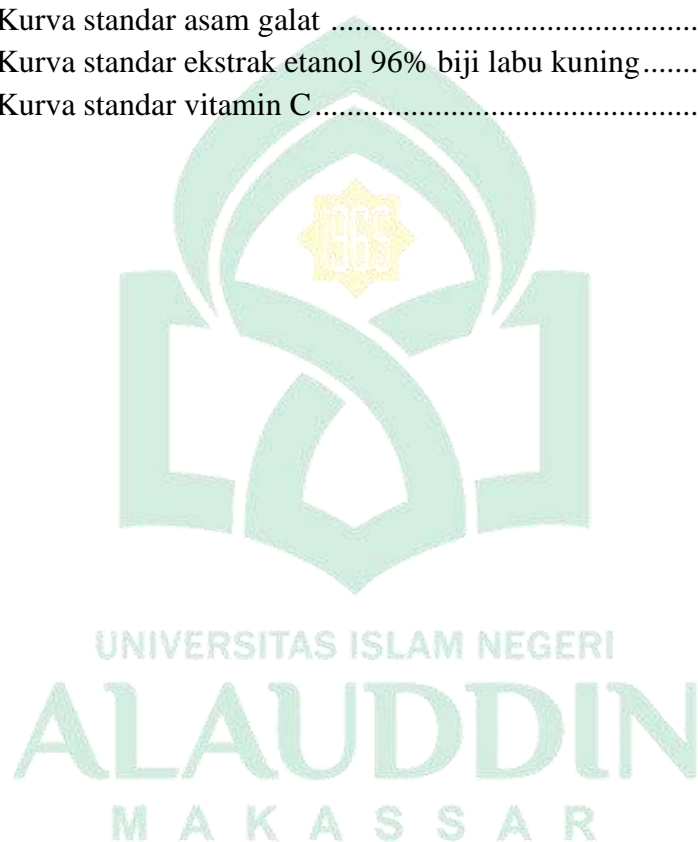 Kurva standar asam galat ........................................
Kurva standar ekstrak etanol 96% biji labu kuning.......
Kurva standar vitamin C..........................................
1965
UNIVERSITAS ISLAM NEGERI
ALAUDDIN
MAKASSAR